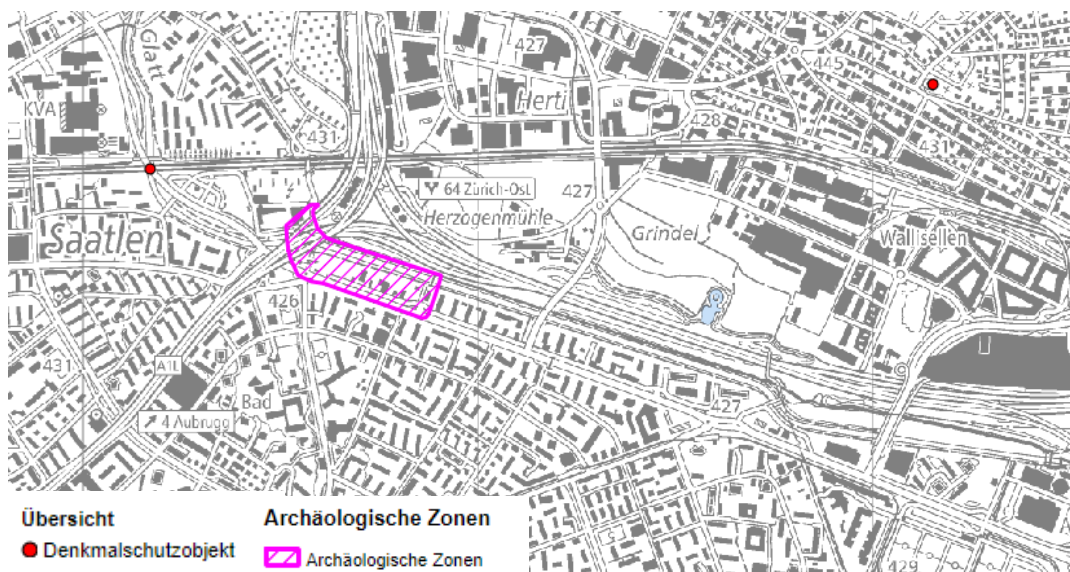 Glatt
427
445
KVA
Herti
431
428
431
64 Zürich-Ost
427
Herzogenmühle
Saatlen
Grindel
Wallisellen
426
431
A1L
Bad
427
4 Aubrugg
Übersicht
Archäologische Zonen
Denkmalschutzobjekt
Archäologische Zonen
429